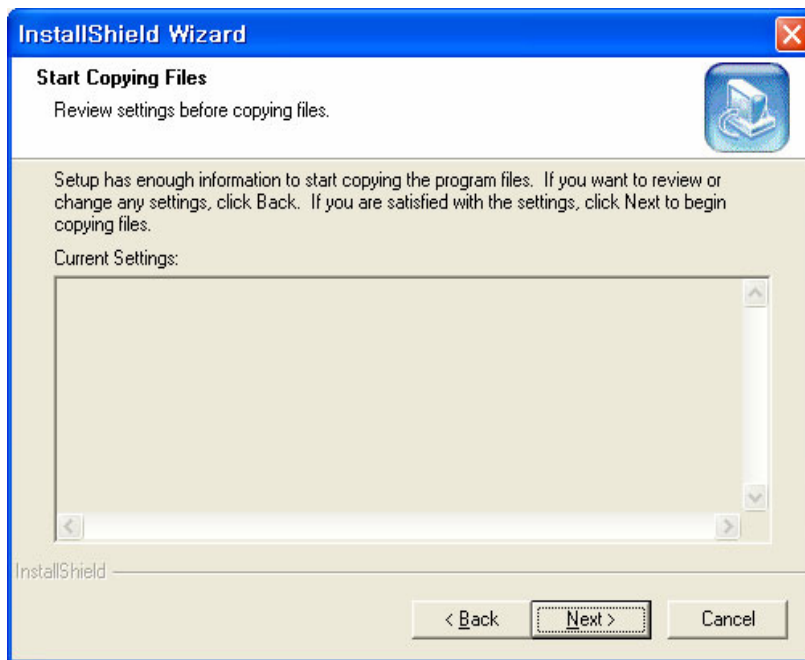 InstallShield Wizard
Start Copying Files
Review settings before copying files.
Setup has enough information to start copying the program files.  If you want to review or
change any settings, click Back.  If you are satisfied with the settings, click Next to begin
copying files.
Current Settings:
InstallShield
< Back
Next >
Cancel